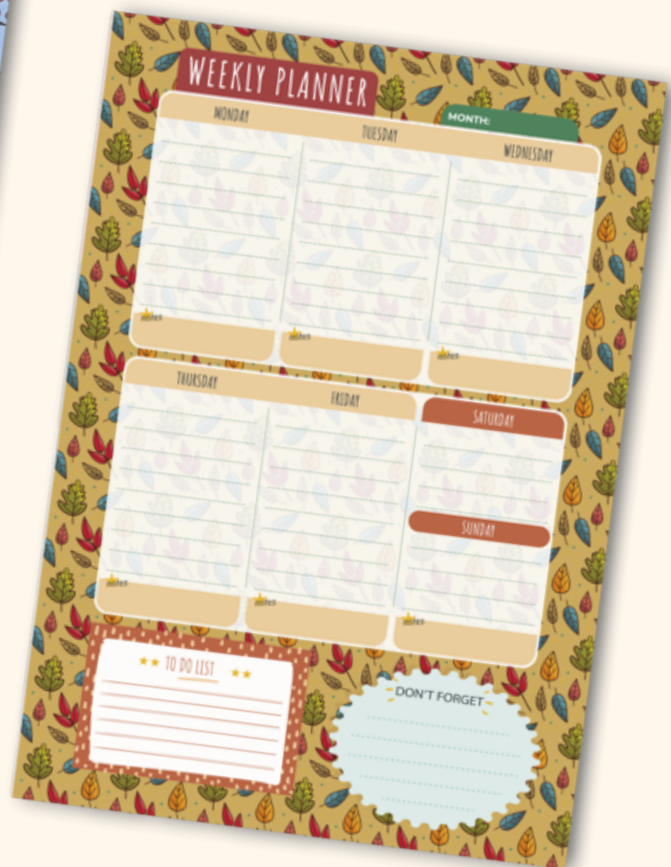 WEEKLY PLANNER
MONTH:
MONDAY
TUESDAY
WEDNESDAY
notes
notes
notes
THURSDAY
FRIDAY
SATURDAY
SUNDAY
notes
notes
notes
TO DO LIST
DON'T FORGET